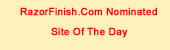 RazorFinish.Com Nominated
Site Of The Day